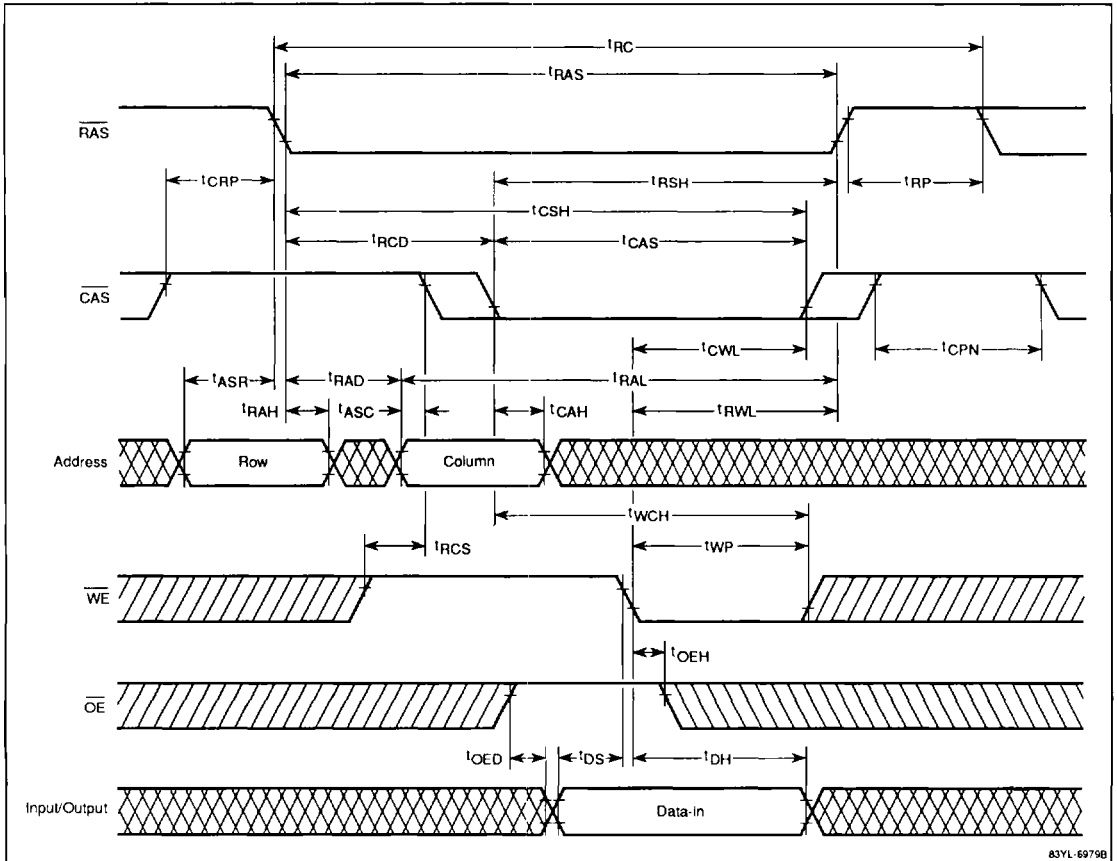 tRC
tRAS
RAS
tCRP
tRSH
tRP
tCSH
tRCD
tCAS
CAS
tCWL
tCPN
tASR
tRAD
tRAL
tRAH
tASC
tCAH
tRWL
Address
Row
Column
tWCH
tRCS
tWP
WE
tOEH
OE
tOED
tDS
tDH
Input/Output
Data-in
83YL-6979B